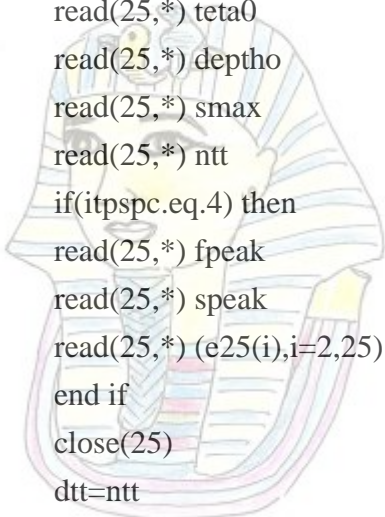 read(25,*) teta0
read(25,*) deptho
read(25,*) smax
read(25,*) ntt
if(itpspc.eq.4) then
read(25,*) fpeak
read(25,*) speak
read(25,*) (e25(i),i=2,25)
end if
close(25)
dtt=ntt